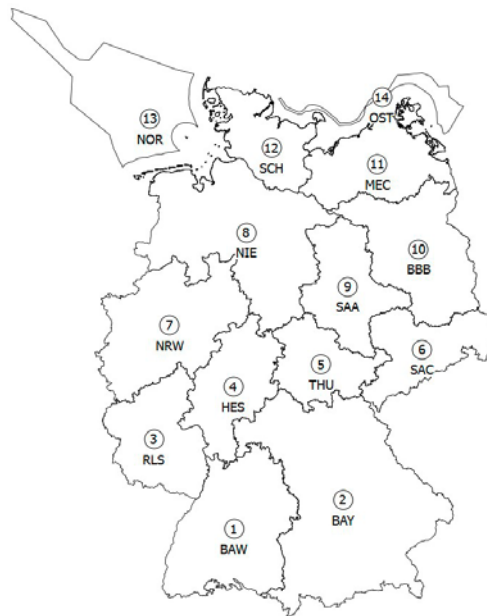 14
OST
13
NOR
12
SCH
11
MEC
8
NIE
10
BBB
9
SAA
7
NRW
6
SAC
5
THU
4
HES
3
RLS
2
BAY
1
BAW